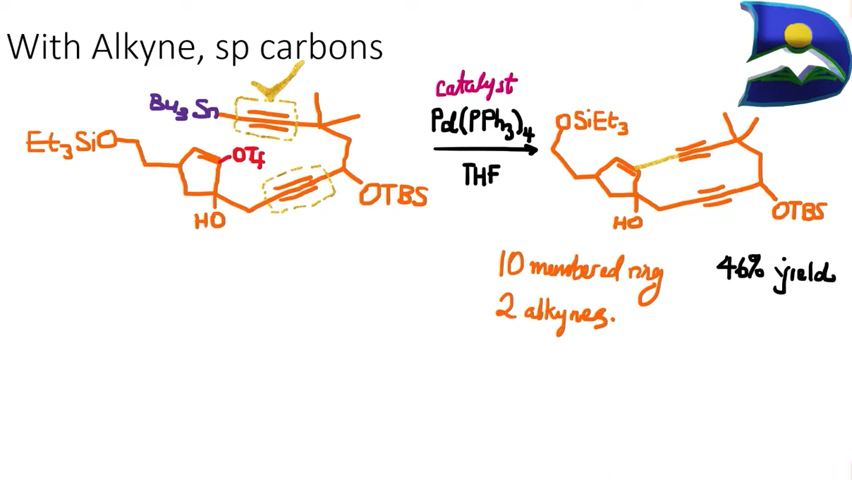 With Alkyne, sp carbons
Bu3Sn
Et3SiO
OTf
HO
OTBS
catalyst
Pd(PPh3)4
THF
OSiEt3
HO
OTBS
10 membered ring
2 alkynes.
46% yield